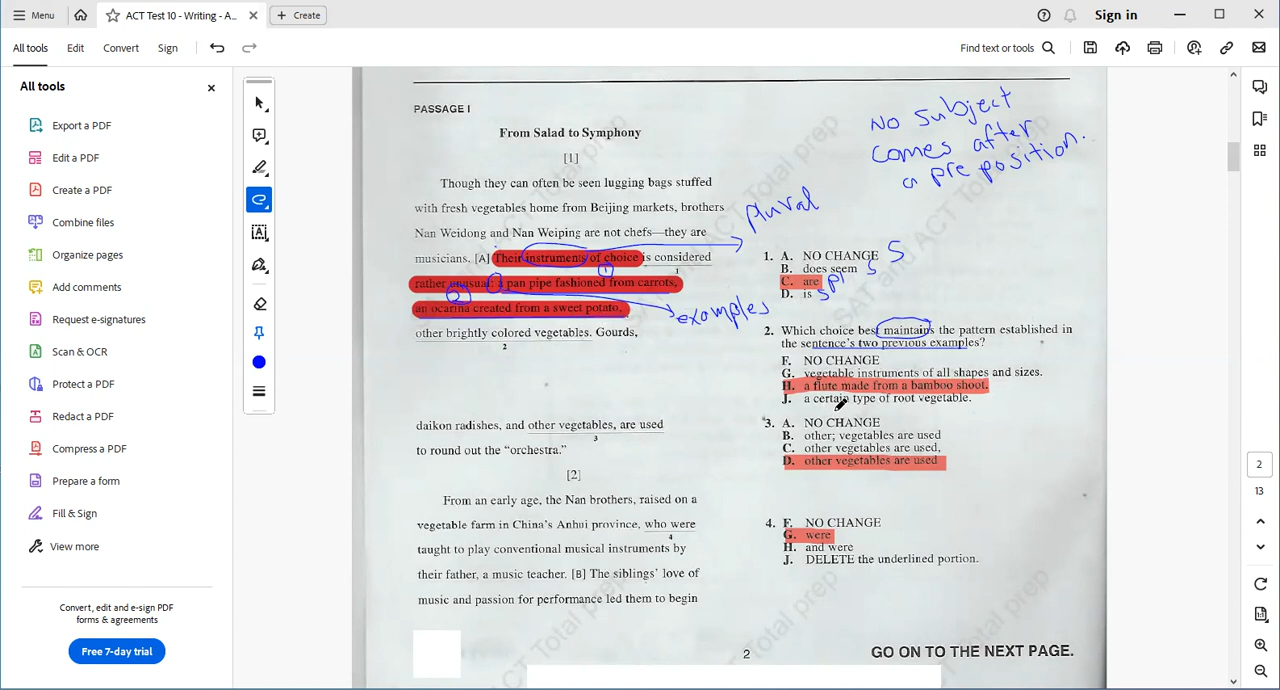 Menu
ACT Test 10 - Writing - A...
Create
Sign in
All tools
Edit
Convert
Sign
Find text or tools
All tools
Export a PDF
Edit a PDF
Create a PDF
Combine files
Organize pages
Add comments
Request e-signatures
Scan & OCR
Protect a PDF
Redact a PDF
Compress a PDF
Prepare a form
Fill & Sign
View more
Convert, edit and e-sign PDF
forms & agreements
Free 7-day trial
PASSAGE I
From Salad to Symphony
[1]
Though they can often be seen lugging bags stuffed
with fresh vegetables home from Beijing markets, brothers
Nan Weidong and Nan Weiping are not chefs—they are
musicians. [A] Their instruments of choice is considered
1
rather unusual: a pan pipe fashioned from carrots,
an ocarina created from a sweet potato,
other brightly colored vegetables. Gourds,
2
daikon radishes, and other vegetables, are used
3
to round out the “orchestra.”
[2]
From an early age, the Nan brothers, raised on a
vegetable farm in China's Anhui province, who were
4
taught to play conventional musical instruments by
their father, a music teacher. [B] The siblings' love of
music and passion for performance led them to begin
No subject
comes after
a preposition.
plural
examples
1
2
1. A. NO CHANGE S
B. does seem S
C. are pl
D. is S
2. Which choice best maintains the pattern established in
the sentence's two previous examples?
F. NO CHANGE
G. vegetable instruments of all shapes and sizes.
H. a flute made from a bamboo shoot.
J. a certain type of root vegetable.
3. A. NO CHANGE
B. other; vegetables are used
C. other vegetables are used,
D. other vegetables are used
4. F. NO CHANGE
G. were
H. and were
J. DELETE the underlined portion.
2
GO ON TO THE NEXT PAGE.
2
13